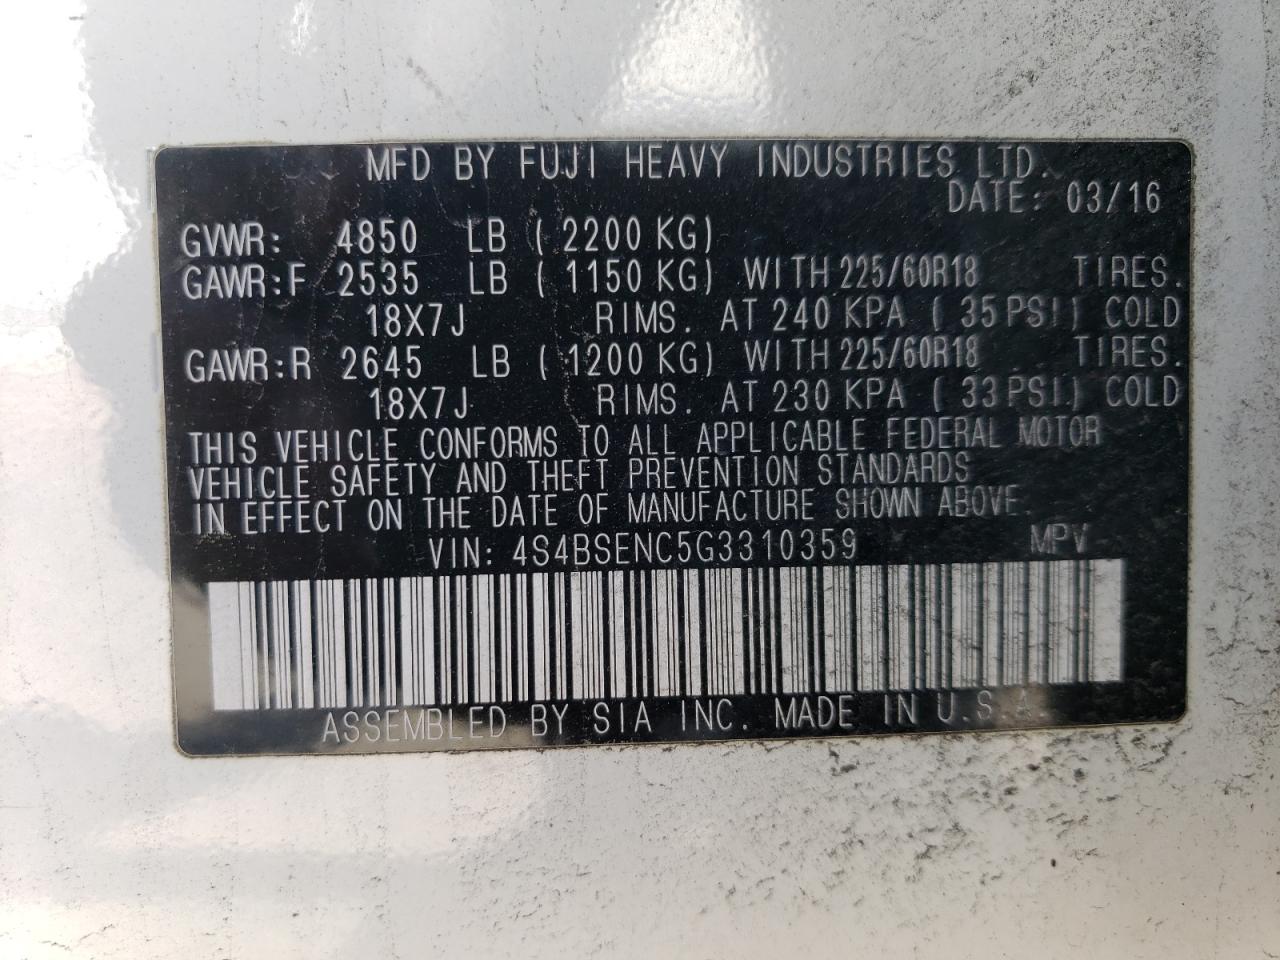 MFD BY FUJI HEAVY INDUSTRIES LTD.
DATE: 03/16
GVWR: 4850 LB ( 2200 KG)
GAWR:F 2535 LB ( 1150 KG) WITH 225/60R18 TIRES.
18X7J RIMS. AT 240 KPA ( 35 PSI) COLD
GAWR:R 2645 LB ( 1200 KG) WITH 225/60R18 TIRES.
18X7J RIMS. AT 230 KPA ( 33 PSI) COLD
THIS VEHICLE CONFORMS TO ALL APPLICABLE FEDERAL MOTOR
VEHICLE SAFETY AND THEFT PREVENTION STANDARDS
IN EFFECT ON THE DATE OF MANUFACTURE SHOWN ABOVE.
VIN: 4S4BSENC5G3310359 MPV
ASSEMBLED BY SIA INC. MADE IN U.S.A.